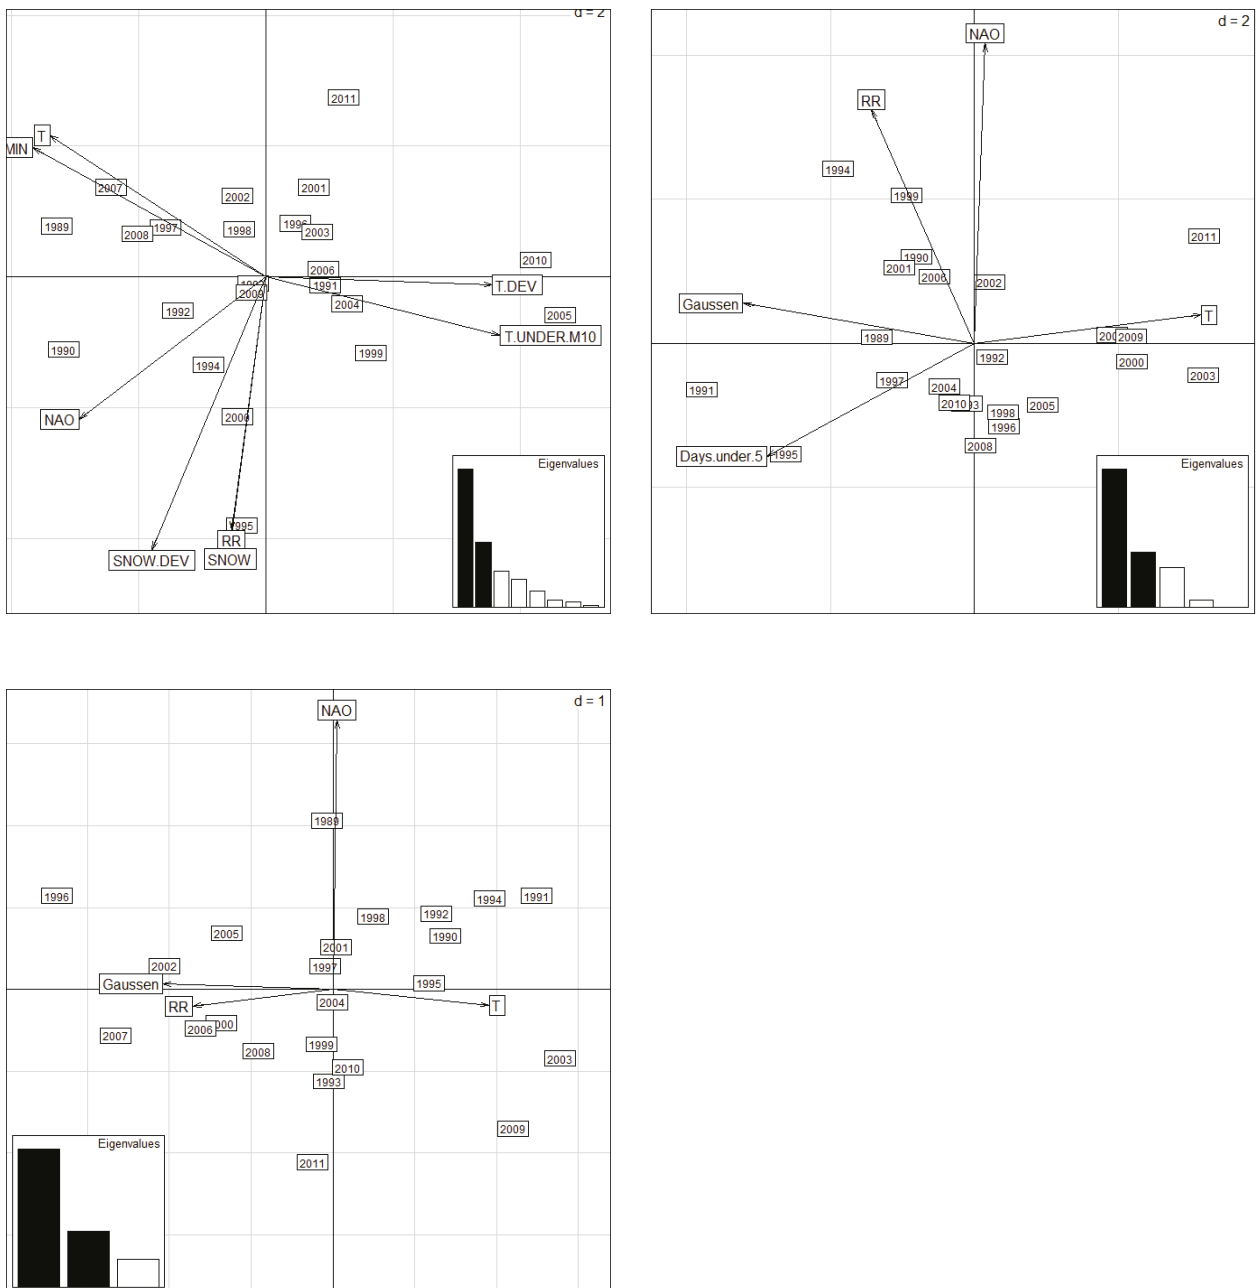 d = 2
2011
T
MIN
2007
2002
2001
1989
1997
1996
2008
1998
2003
2010
2006
1991
T.DEV
2009
2004
1992
2005
T.UNDER.M10
1990
1999
1994
NAO
2000
1995
RR
SNOW.DEV
SNOW
Eigenvalues
d = 2
NAO
RR
1994
1999
2011
1990
2001
2006
2002
Gaussen
T
1989
2009
1992
2000
2003
1997
1991
2004
2010
2005
1998
1996
2008
Days.under.5
1995
Eigenvalues
d = 1
NAO
1989
1996
1994
1991
1998
1992
2005
1990
2001
2002
1997
Gaussen
1995
RR
2004
T
2006
2007
1999
2008
2003
2010
1993
2009
2011
Eigenvalues